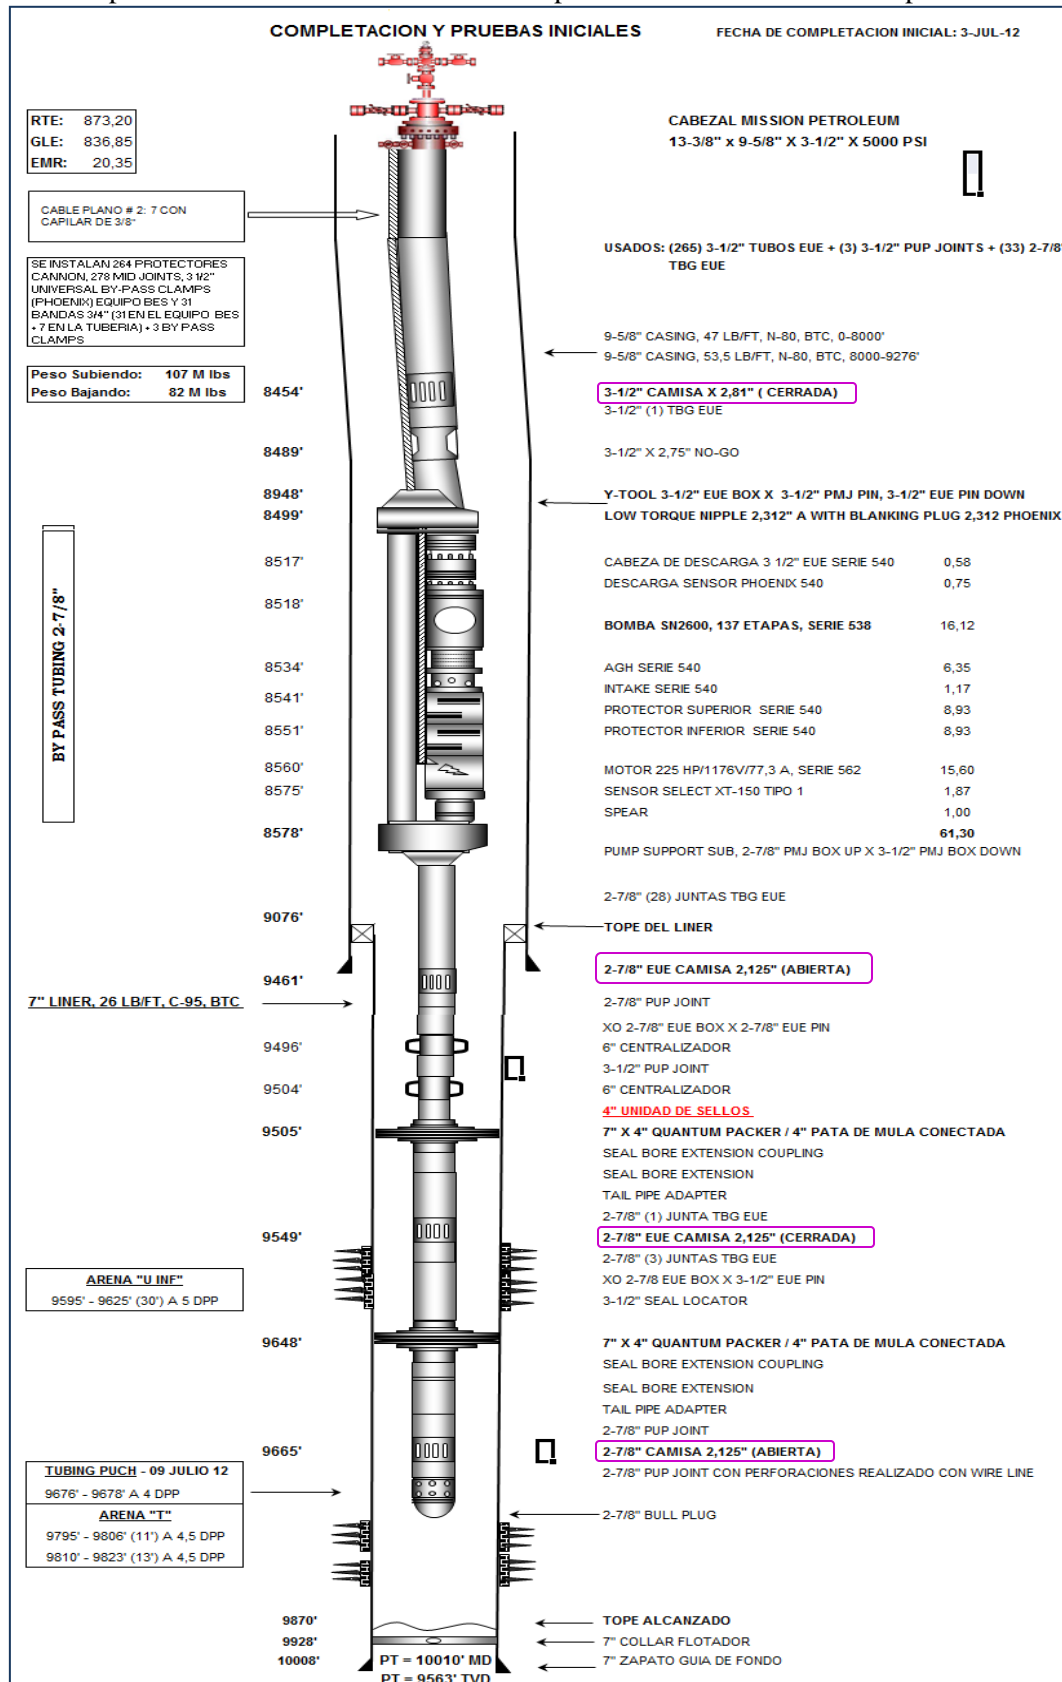 COMPLETACION Y PRUEBAS INICIALES
FECHA DE COMPLETACION INICIAL: 3-JUL-12
RTE: 873,20
GLE: 836,85
EMR: 20,35
CABEZAL MISSION PETROLEUM
13-3/8" x 9-5/8" X 3-1/2" X 5000 PSI
CABLE PLANO # 2: 7 CON
CAPILAR DE 3/8"
USADOS: (265) 3-1/2" TUBOS EUE + (3) 3-1/2" PUP JOINTS + (33) 2-7/8"
TBG EUE
SE INSTALAN 264 PROTECTORES
CANNON, 278 MID JOINTS, 3 1/2"
UNIVERSAL BY-PASS CLAMPS
(PHOENIX) EQUIPO BES Y 31
BANDAS 3/4" (31 EN EL EQUIPO BES
+ 7 EN LA TUBERIA) + 3 BY PASS
CLAMPS
9-5/8" CASING, 47 LB/FT, N-80, BTC, 0-8000'
9-5/8" CASING, 53,5 LB/FT, N-80, BTC, 8000-9276'
Peso Subiendo: 107 M lbs
Peso Bajando: 82 M lbs
8454' 3-1/2" CAMISA X 2,81" ( CERRADA)
3-1/2" (1) TBG EUE
8489' 3-1/2" X 2,75" NO-GO
8948' Y-TOOL 3-1/2" EUE BOX X 3-1/2" PMJ PIN, 3-1/2" EUE PIN DOWN
8499' LOW TORQUE NIPPLE 2,312" A WITH BLANKING PLUG 2,312 PHOENIX
BY PASS TUBING 2-7/8"
8517' CABEZA DE DESCARGA 3 1/2" EUE SERIE 540 0,58
DESCARGA SENSOR PHOENIX 540 0,75
8518'
BOMBA SN2600, 137 ETAPAS, SERIE 538 16,12
8534' AGH SERIE 540 6,35
INTAKE SERIE 540 1,17
8541'
PROTECTOR SUPERIOR SERIE 540 8,93
8551' PROTECTOR INFERIOR SERIE 540 8,93
8560' MOTOR 225 HP/1176V/77,3 A, SERIE 562 15,60
8575' SENSOR SELECT XT-150 TIPO 1 1,87
SPEAR 1,00
8578' 61,30
PUMP SUPPORT SUB, 2-7/8" PMJ BOX UP X 3-1/2" PMJ BOX DOWN
2-7/8" (28) JUNTAS TBG EUE
9076' TOPE DEL LINER
2-7/8" EUE CAMISA 2,125" (ABIERTA)
9461'
7" LINER, 26 LB/FT, C-95, BTC
2-7/8" PUP JOINT
XO 2-7/8" EUE BOX X 2-7/8" EUE PIN
9496' 6" CENTRALIZADOR
3-1/2" PUP JOINT
9504' 6" CENTRALIZADOR
4" UNIDAD DE SELLOS
9505' 7" X 4" QUANTUM PACKER / 4" PATA DE MULA CONECTADA
SEAL BORE EXTENSION COUPLING
SEAL BORE EXTENSION
TAIL PIPE ADAPTER
2-7/8" (1) JUNTA TBG EUE
9549' 2-7/8" EUE CAMISA 2,125" (CERRADA)
2-7/8" (3) JUNTAS TBG EUE
XO 2-7/8 EUE BOX X 3-1/2" EUE PIN
3-1/2" SEAL LOCATOR
ARENA "U INF"
9595' - 9625' (30') A 5 DPP
9648' 7" X 4" QUANTUM PACKER / 4" PATA DE MULA CONECTADA
SEAL BORE EXTENSION COUPLING
SEAL BORE EXTENSION
TAIL PIPE ADAPTER
2-7/8" PUP JOINT
9665' 2-7/8" CAMISA 2,125" (ABIERTA)
2-7/8" PUP JOINT CON PERFORACIONES REALIZADO CON WIRE LINE
TUBING PUCH - 09 JULIO 12
9676' - 9678' A 4 DPP
ARENA "T"
9795' - 9806' (11') A 4,5 DPP
9810' - 9823' (13') A 4,5 DPP
2-7/8" BULL PLUG
9870' TOPE ALCANZADO
9928' 7" COLLAR FLOTADOR
10008' 7" ZAPATO GUIA DE FONDO
PT = 10010' MD
PT = 9563' TVD